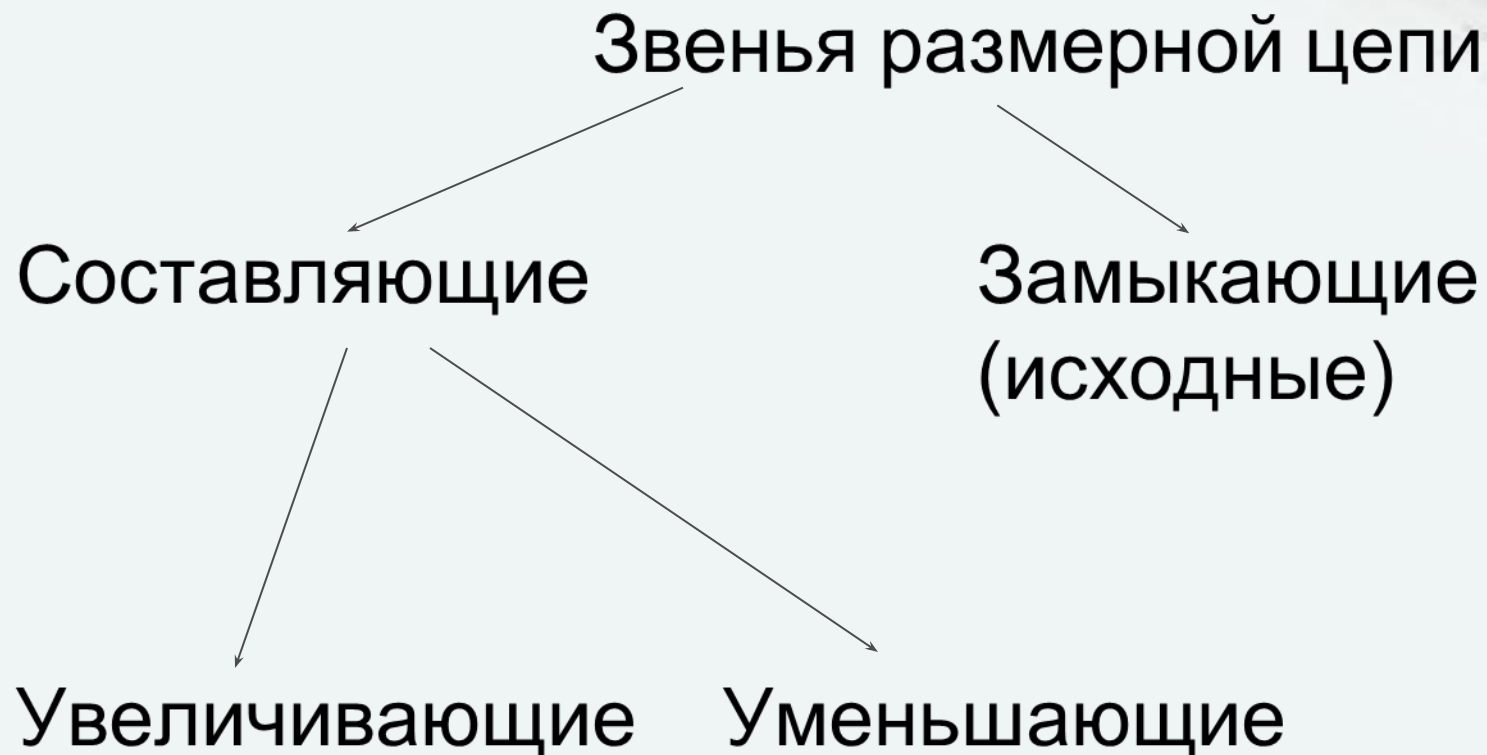 Звенья размерной цепи
Составляющие
Замыкающие
(исходные)
Увеличивающие
Уменьшающие